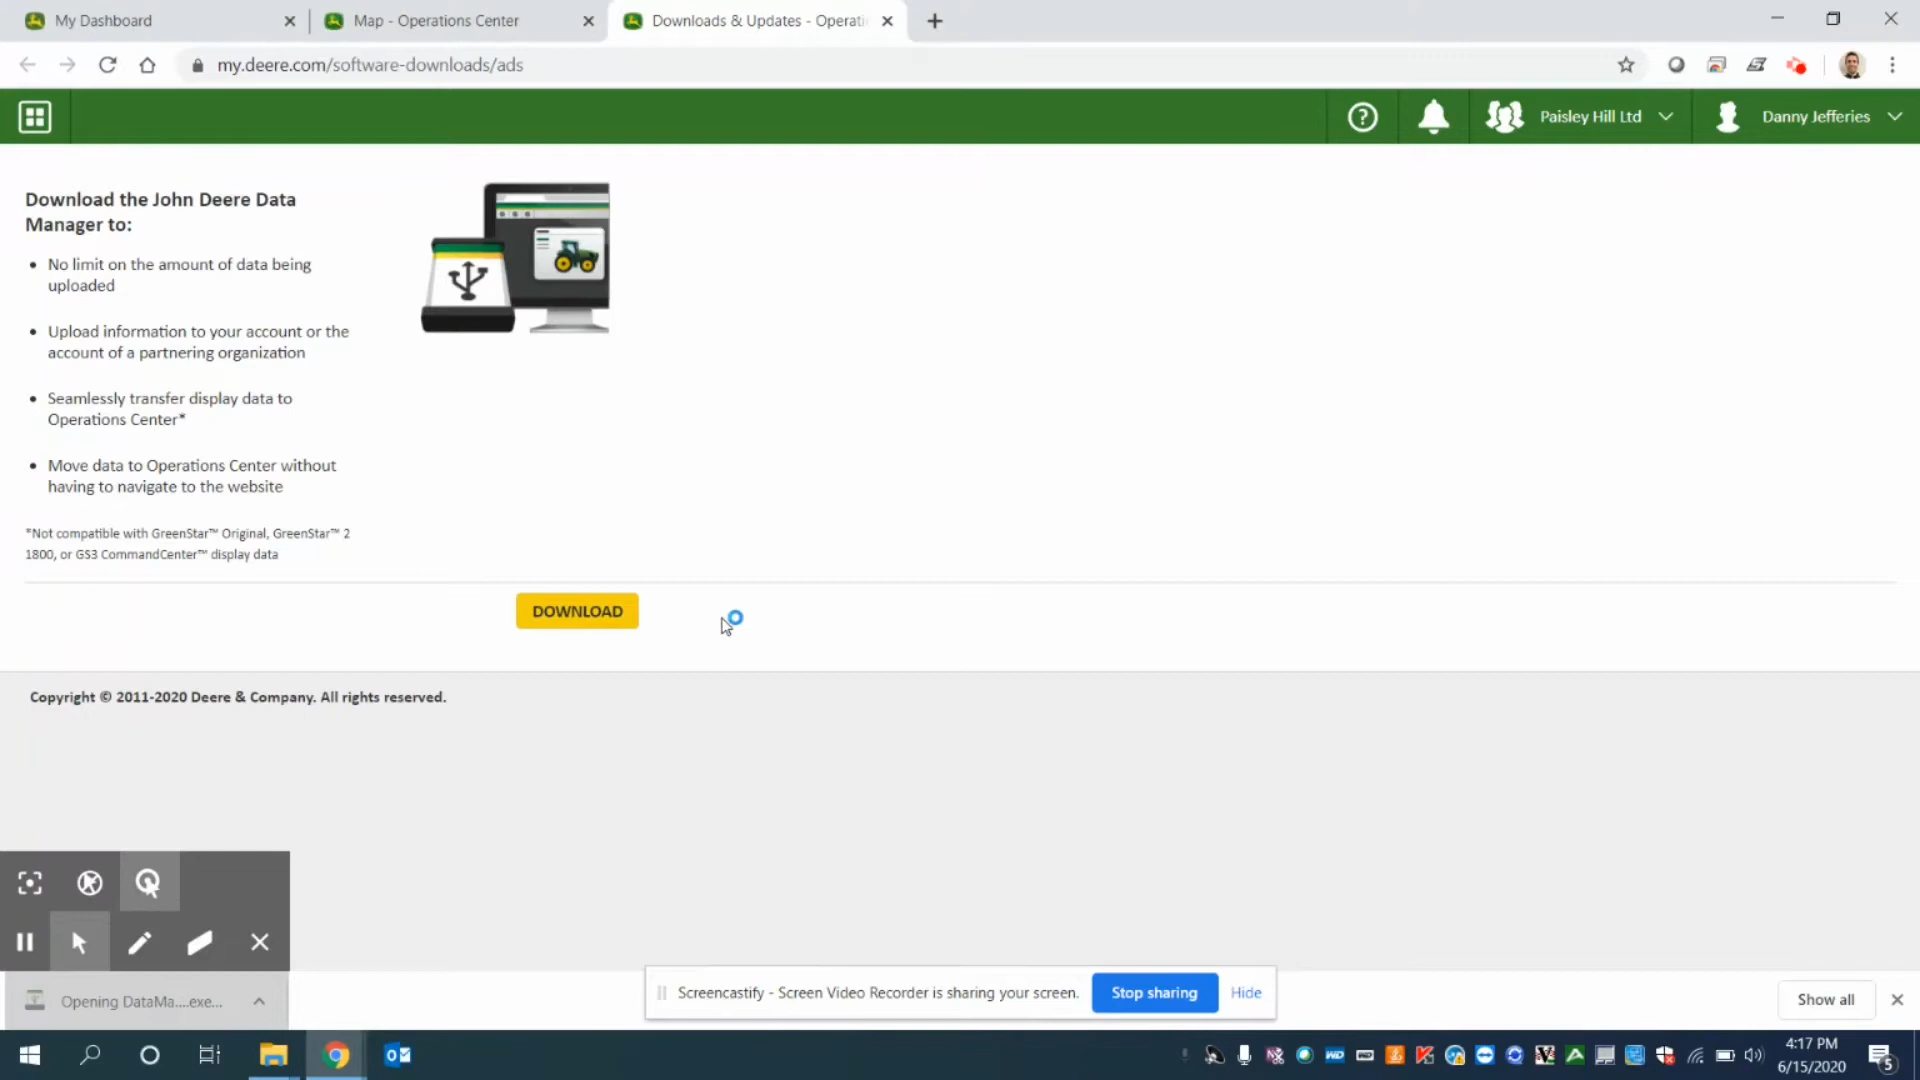 My Dashboard
Map - Operations Center
Downloads & Updates - Operati
my.deere.com/software-downloads/ads
Paisley Hill Ltd
Danny Jefferies
Download the John Deere Data
Manager to:
• No limit on the amount of data being
uploaded
• Upload information to your account or the
account of a partnering organization
• Seamlessly transfer display data to
Operations Center*
• Move data to Operations Center without
having to navigate to the website
*Not compatible with GreenStar™ Original, GreenStar™ 2
1800, or GS3 CommandCenter™ display data
DOWNLOAD
Copyright © 2011-2020 Deere & Company. All rights reserved.
Screencastify - Screen Video Recorder is sharing your screen.
Stop sharing
Hide
Opening DataMa....exe...
Show all
4:17 PM
6/15/2020
5